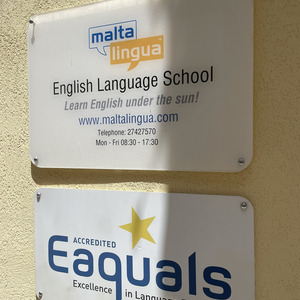 malta
lingua
English Language School
Learn English under the sun!
www.maltalingua.com
Telephone: 27427570
Mon - Fri 08:30 - 17:30
ACCREDITED
Eaquals
Excellence in